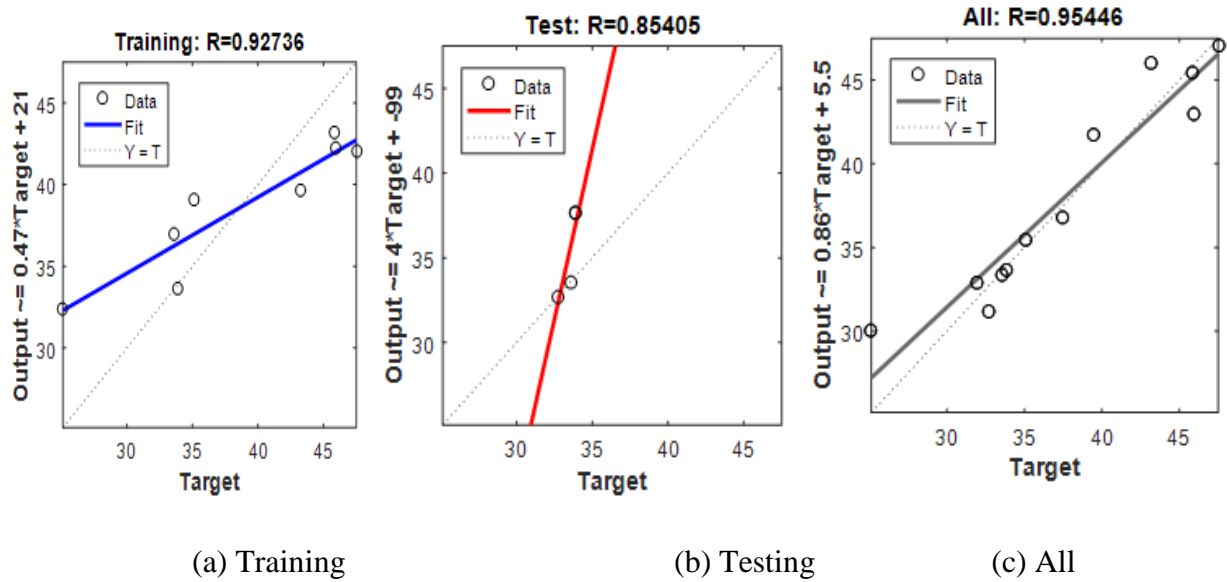 Training: R=0.92736
Output ~= 0.47*Target + 21
Data
Fit
Y = T
45
40
35
30
30
35
40
45
Target
Test: R=0.85405
Output ~= 4*Target + -99
Data
Fit
Y = T
45
40
35
30
30
35
40
45
Target
All: R=0.95446
Output ~= 0.86*Target + 5.5
Data
Fit
Y = T
45
40
35
30
30
35
40
45
Target
(a) Training
(b) Testing
(c) All